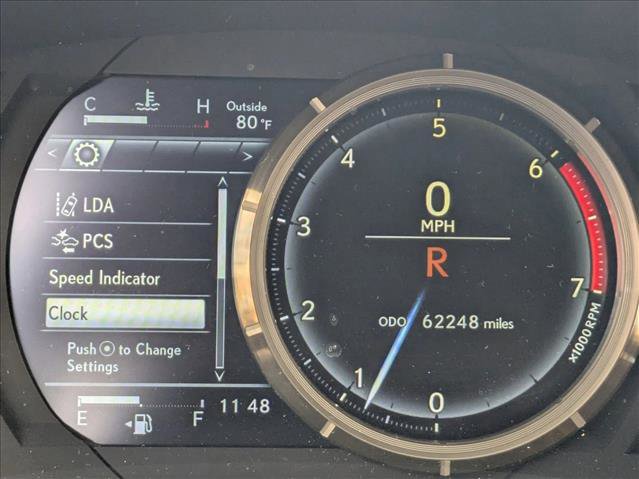 C H Outside
80 °F
< >
LDA
PCS
Speed Indicator
Clock
Push to Change
Settings
E F 11 48
5
4 6
3
2 7
1 0
x1000RPM
0
MPH
R
ODO 62248 miles